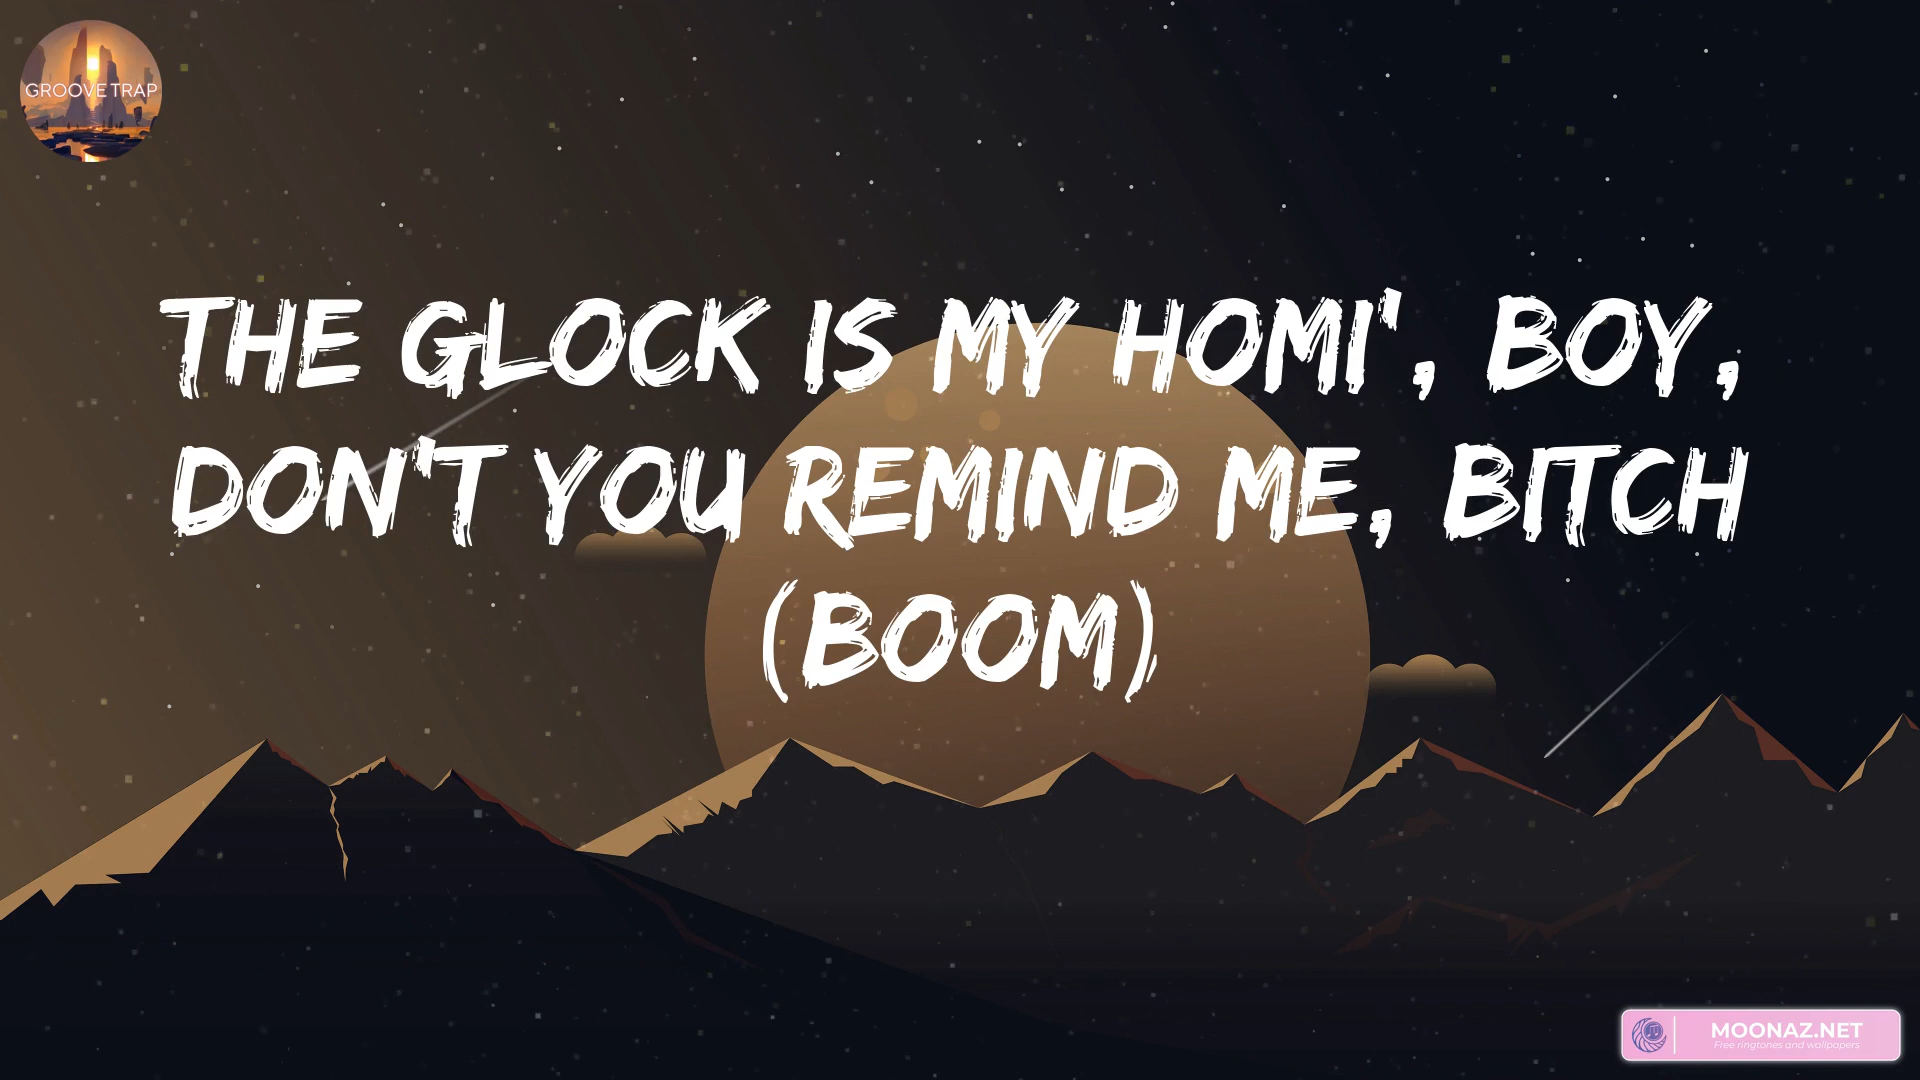 GROOVE TRAP
THE GLOCK IS MY HOMI', BOY,
DON'T YOU REMIND ME, BITCH
(BOOM)
MOONAZ.NET
Free ringtones and wallpapers